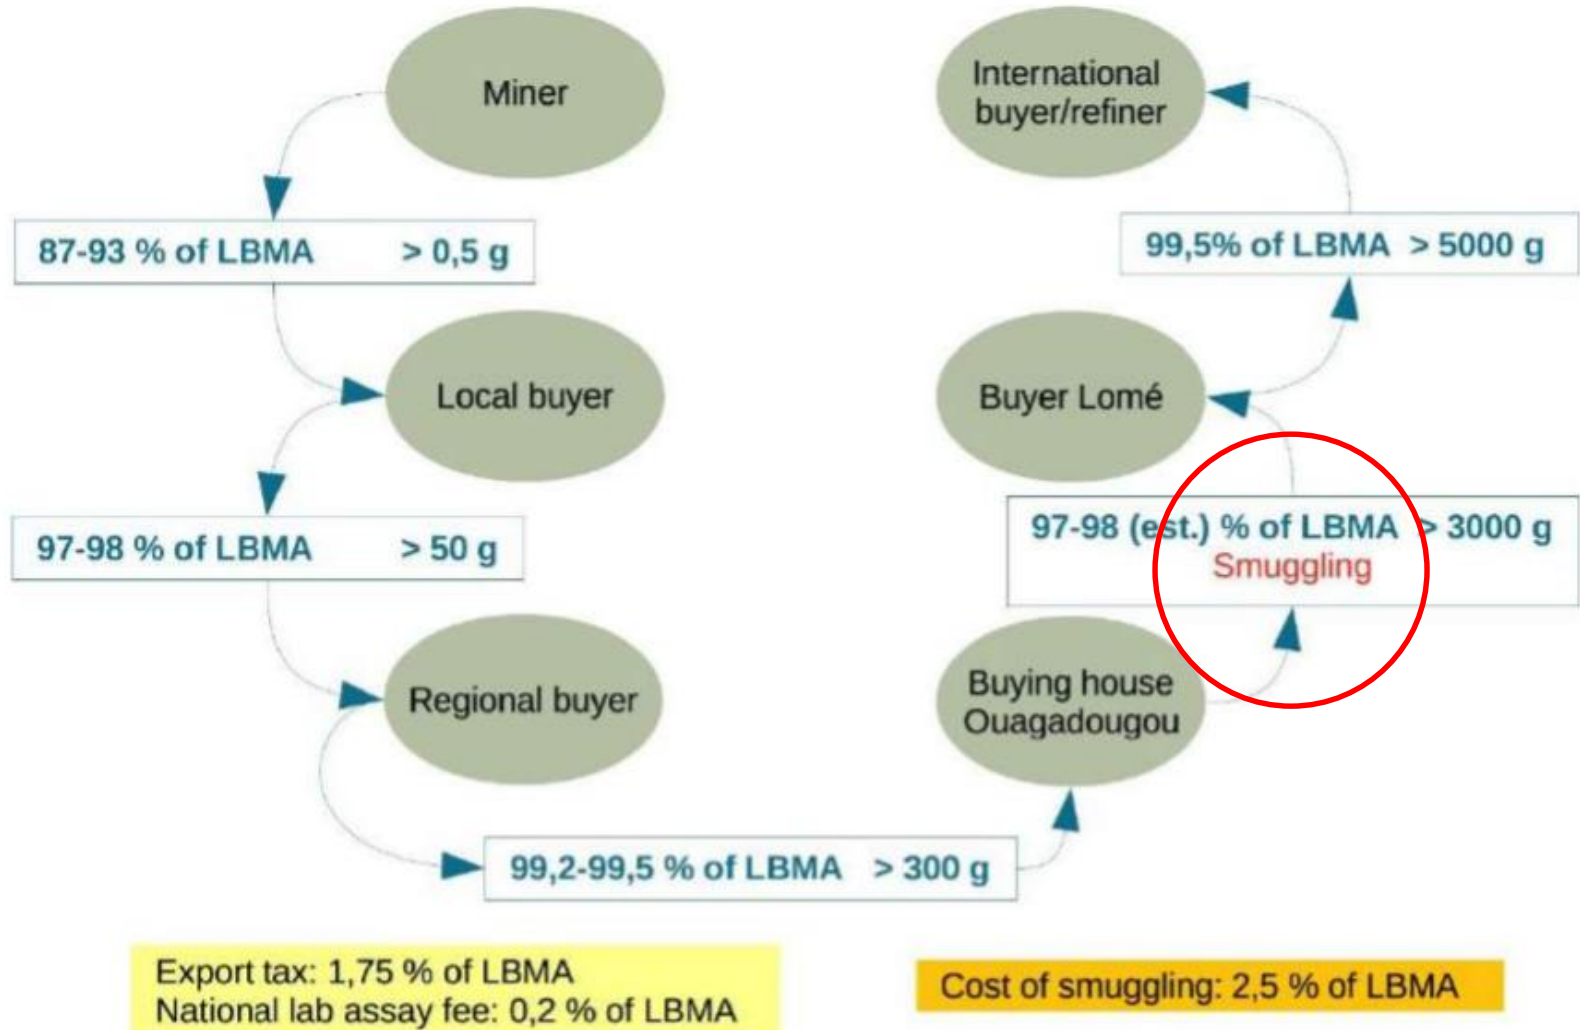 Miner
87-93 % of LBMA > 0,5 g
Local buyer
97-98 % of LBMA > 50 g
Regional buyer
99,2-99,5 % of LBMA > 300 g
Buying house
Ouagadougou
97-98 (est.) % of LBMA > 3000 g
Smuggling
Buyer Lomé
99,5% of LBMA > 5000 g
International
buyer/refiner
Export tax: 1,75 % of LBMA
National lab assay fee: 0,2 % of LBMA
Cost of smuggling: 2,5 % of LBMA